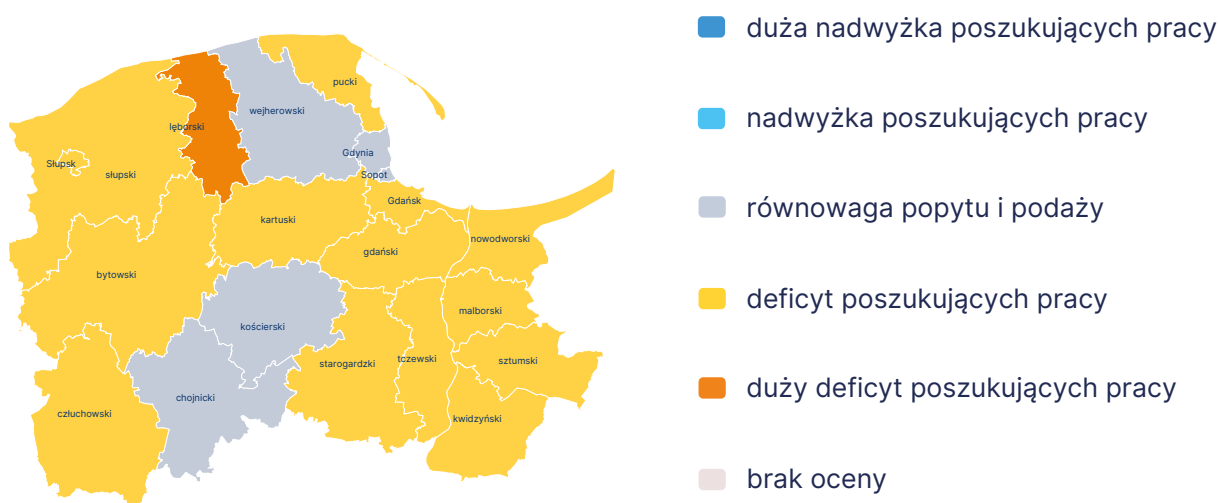 pucki
wejherowski
lęborski
Gdynia
Słupsk
słupski
Sopot
Gdańsk
kartuski
nowodworski
gdański
bytowski
malborski
kościerski
tczewski
sztumski
starogardzki
chojnicki
człuchowski
kwidzyński
duża nadwyżka poszukujących pracy
nadwyżka poszukujących pracy
równowaga popytu i podaży
deficyt poszukujących pracy
duży deficyt poszukujących pracy
brak oceny